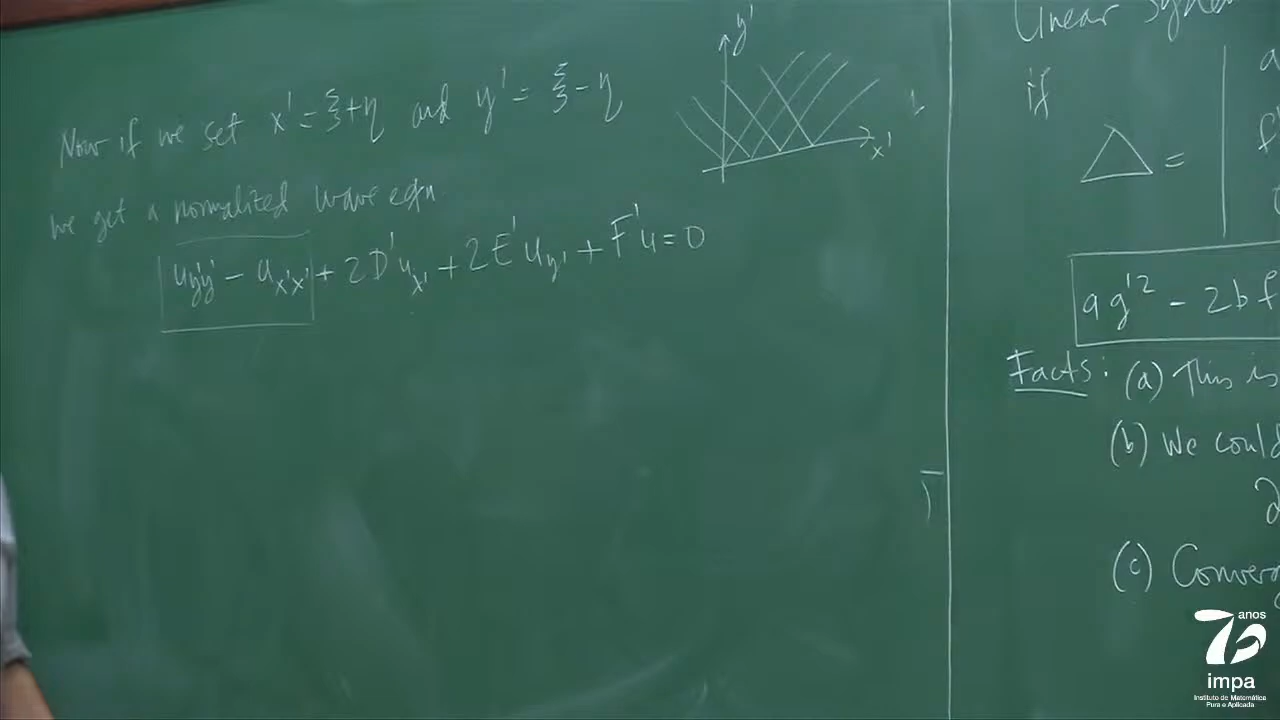 Now if we set x' = ξ+η and y' = ξ-η
we get a normalized wave eqn
u_{y'y'} - u_{x'x'} + 2D'u_{x'} + 2E'u_{y'} + F'u = 0
y'
x'
Linear
if
△ =
a
f'
ag'² - 2bf
Facts: (a) This is
(b) We could
∂
(c) Converg
anos
impa
Instituto de Matemática
Pura e Aplicada